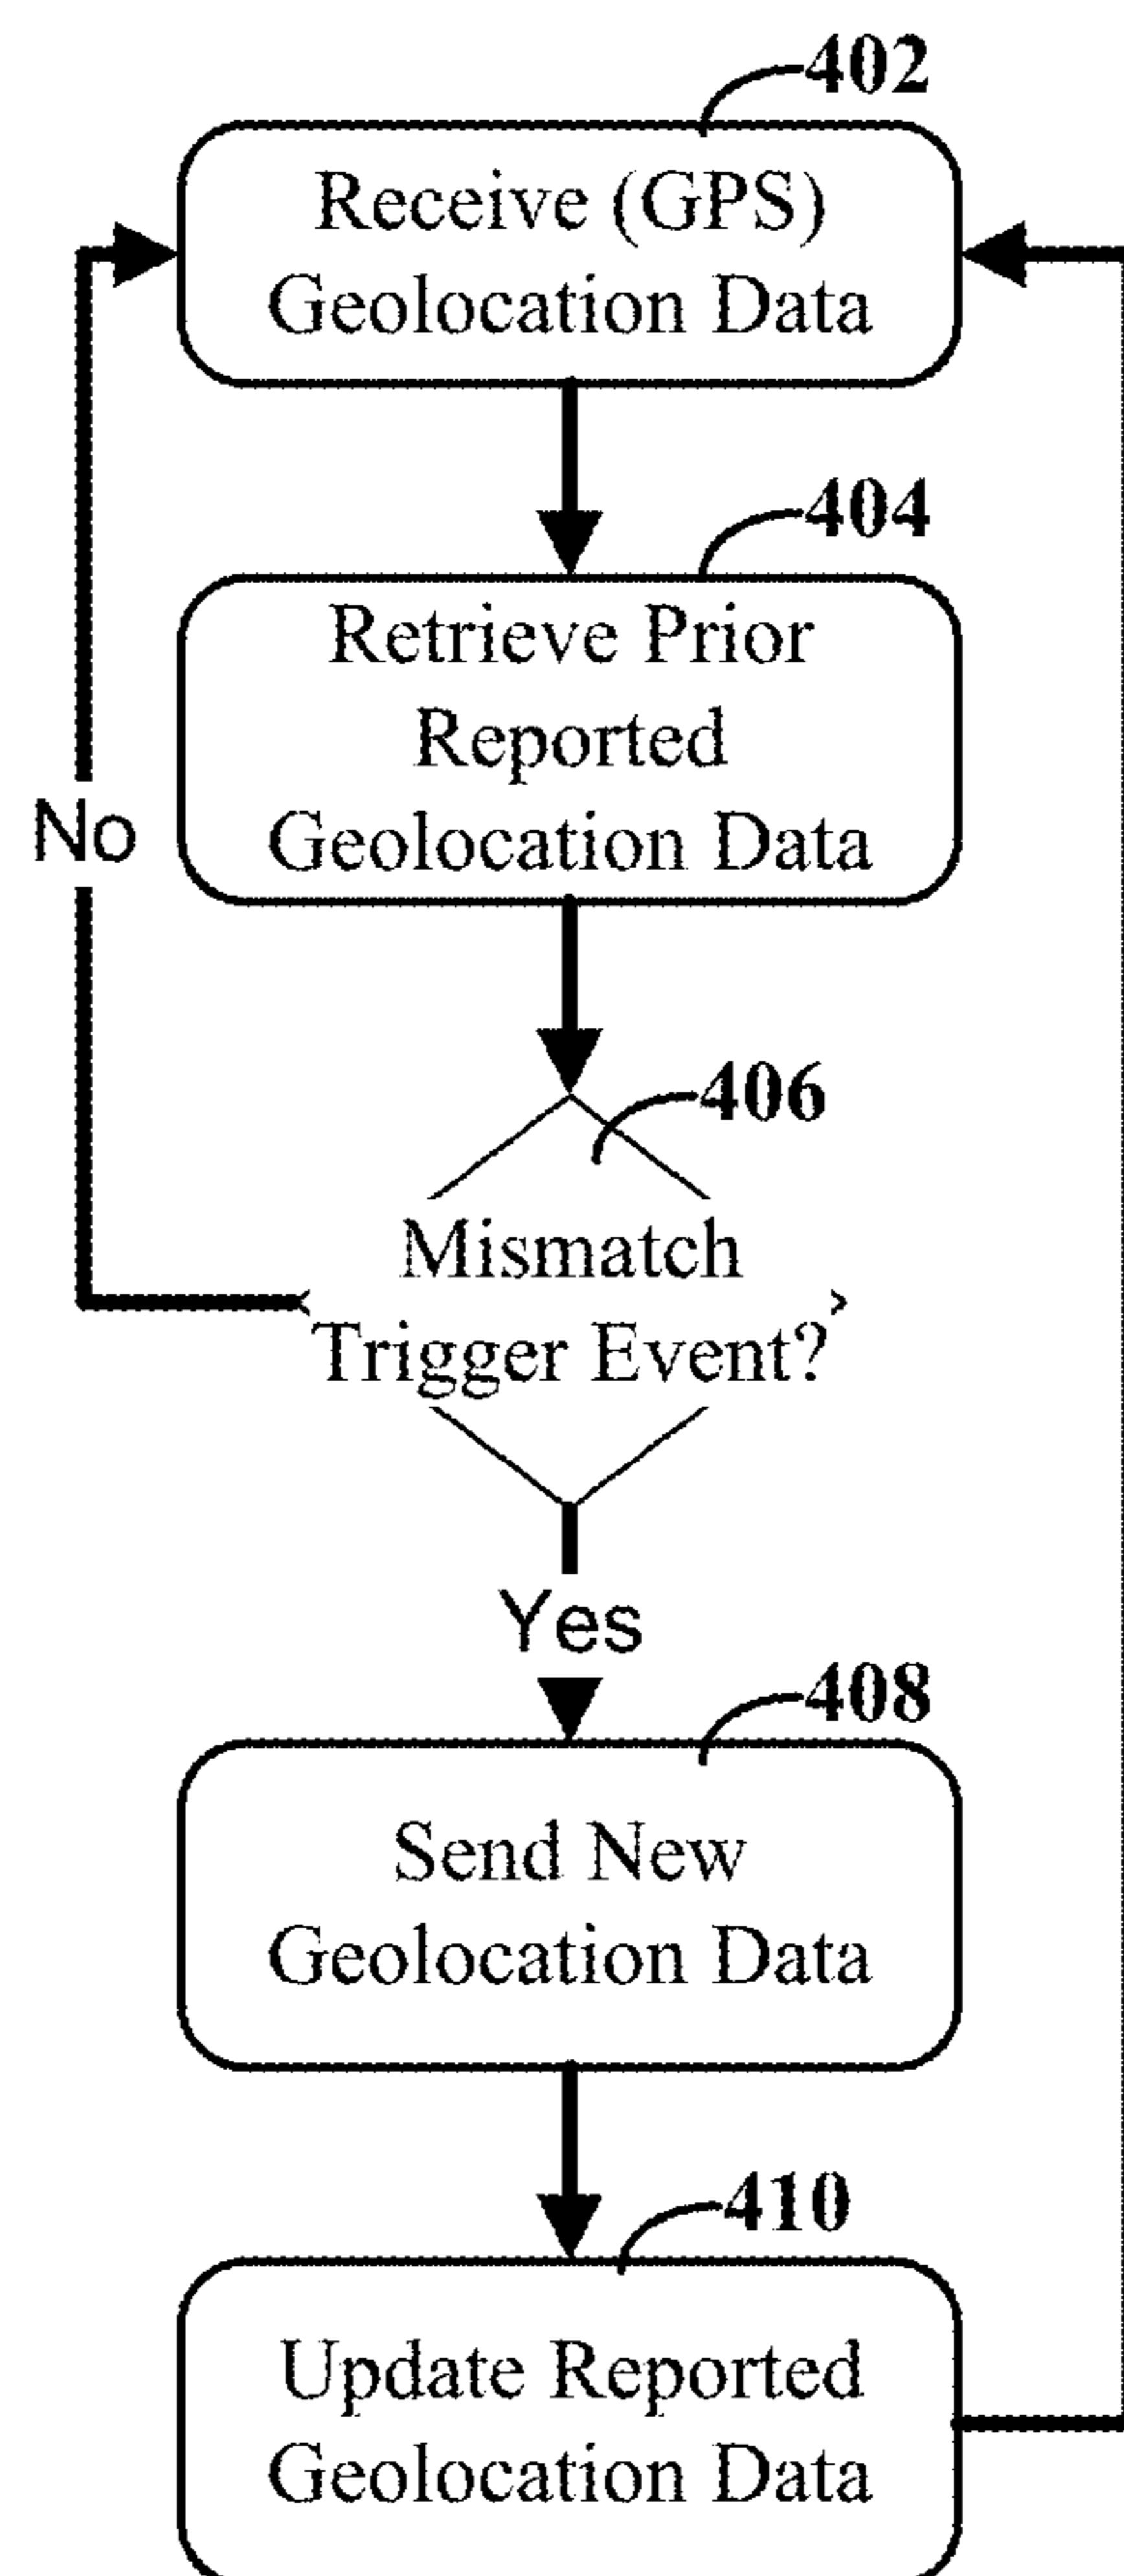 402
Receive (GPS)
Geolocation Data
404
Retrieve Prior
Reported
Geolocation Data
No
406
Mismatch
Trigger Event?
Yes
408
Send New
Geolocation Data
410
Update Reported
Geolocation Data